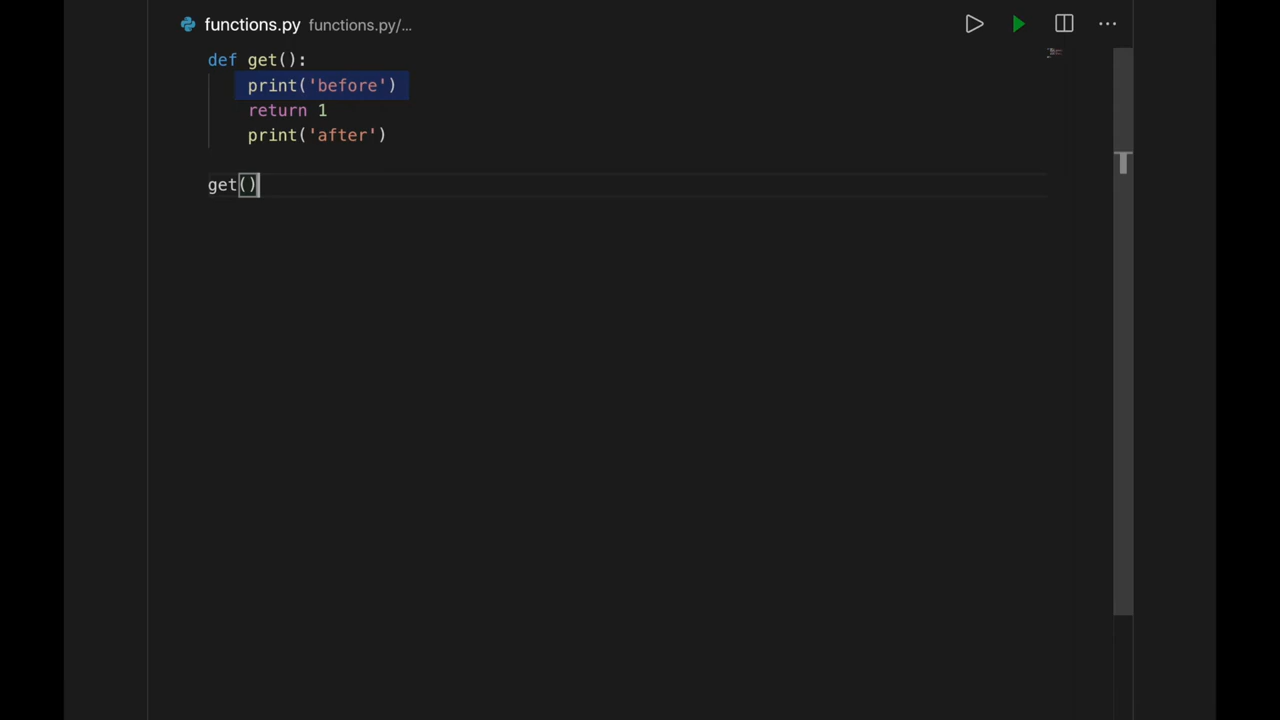 functions.py functions.py/...
def get():
    print('before')
    return 1
    print('after')

get()